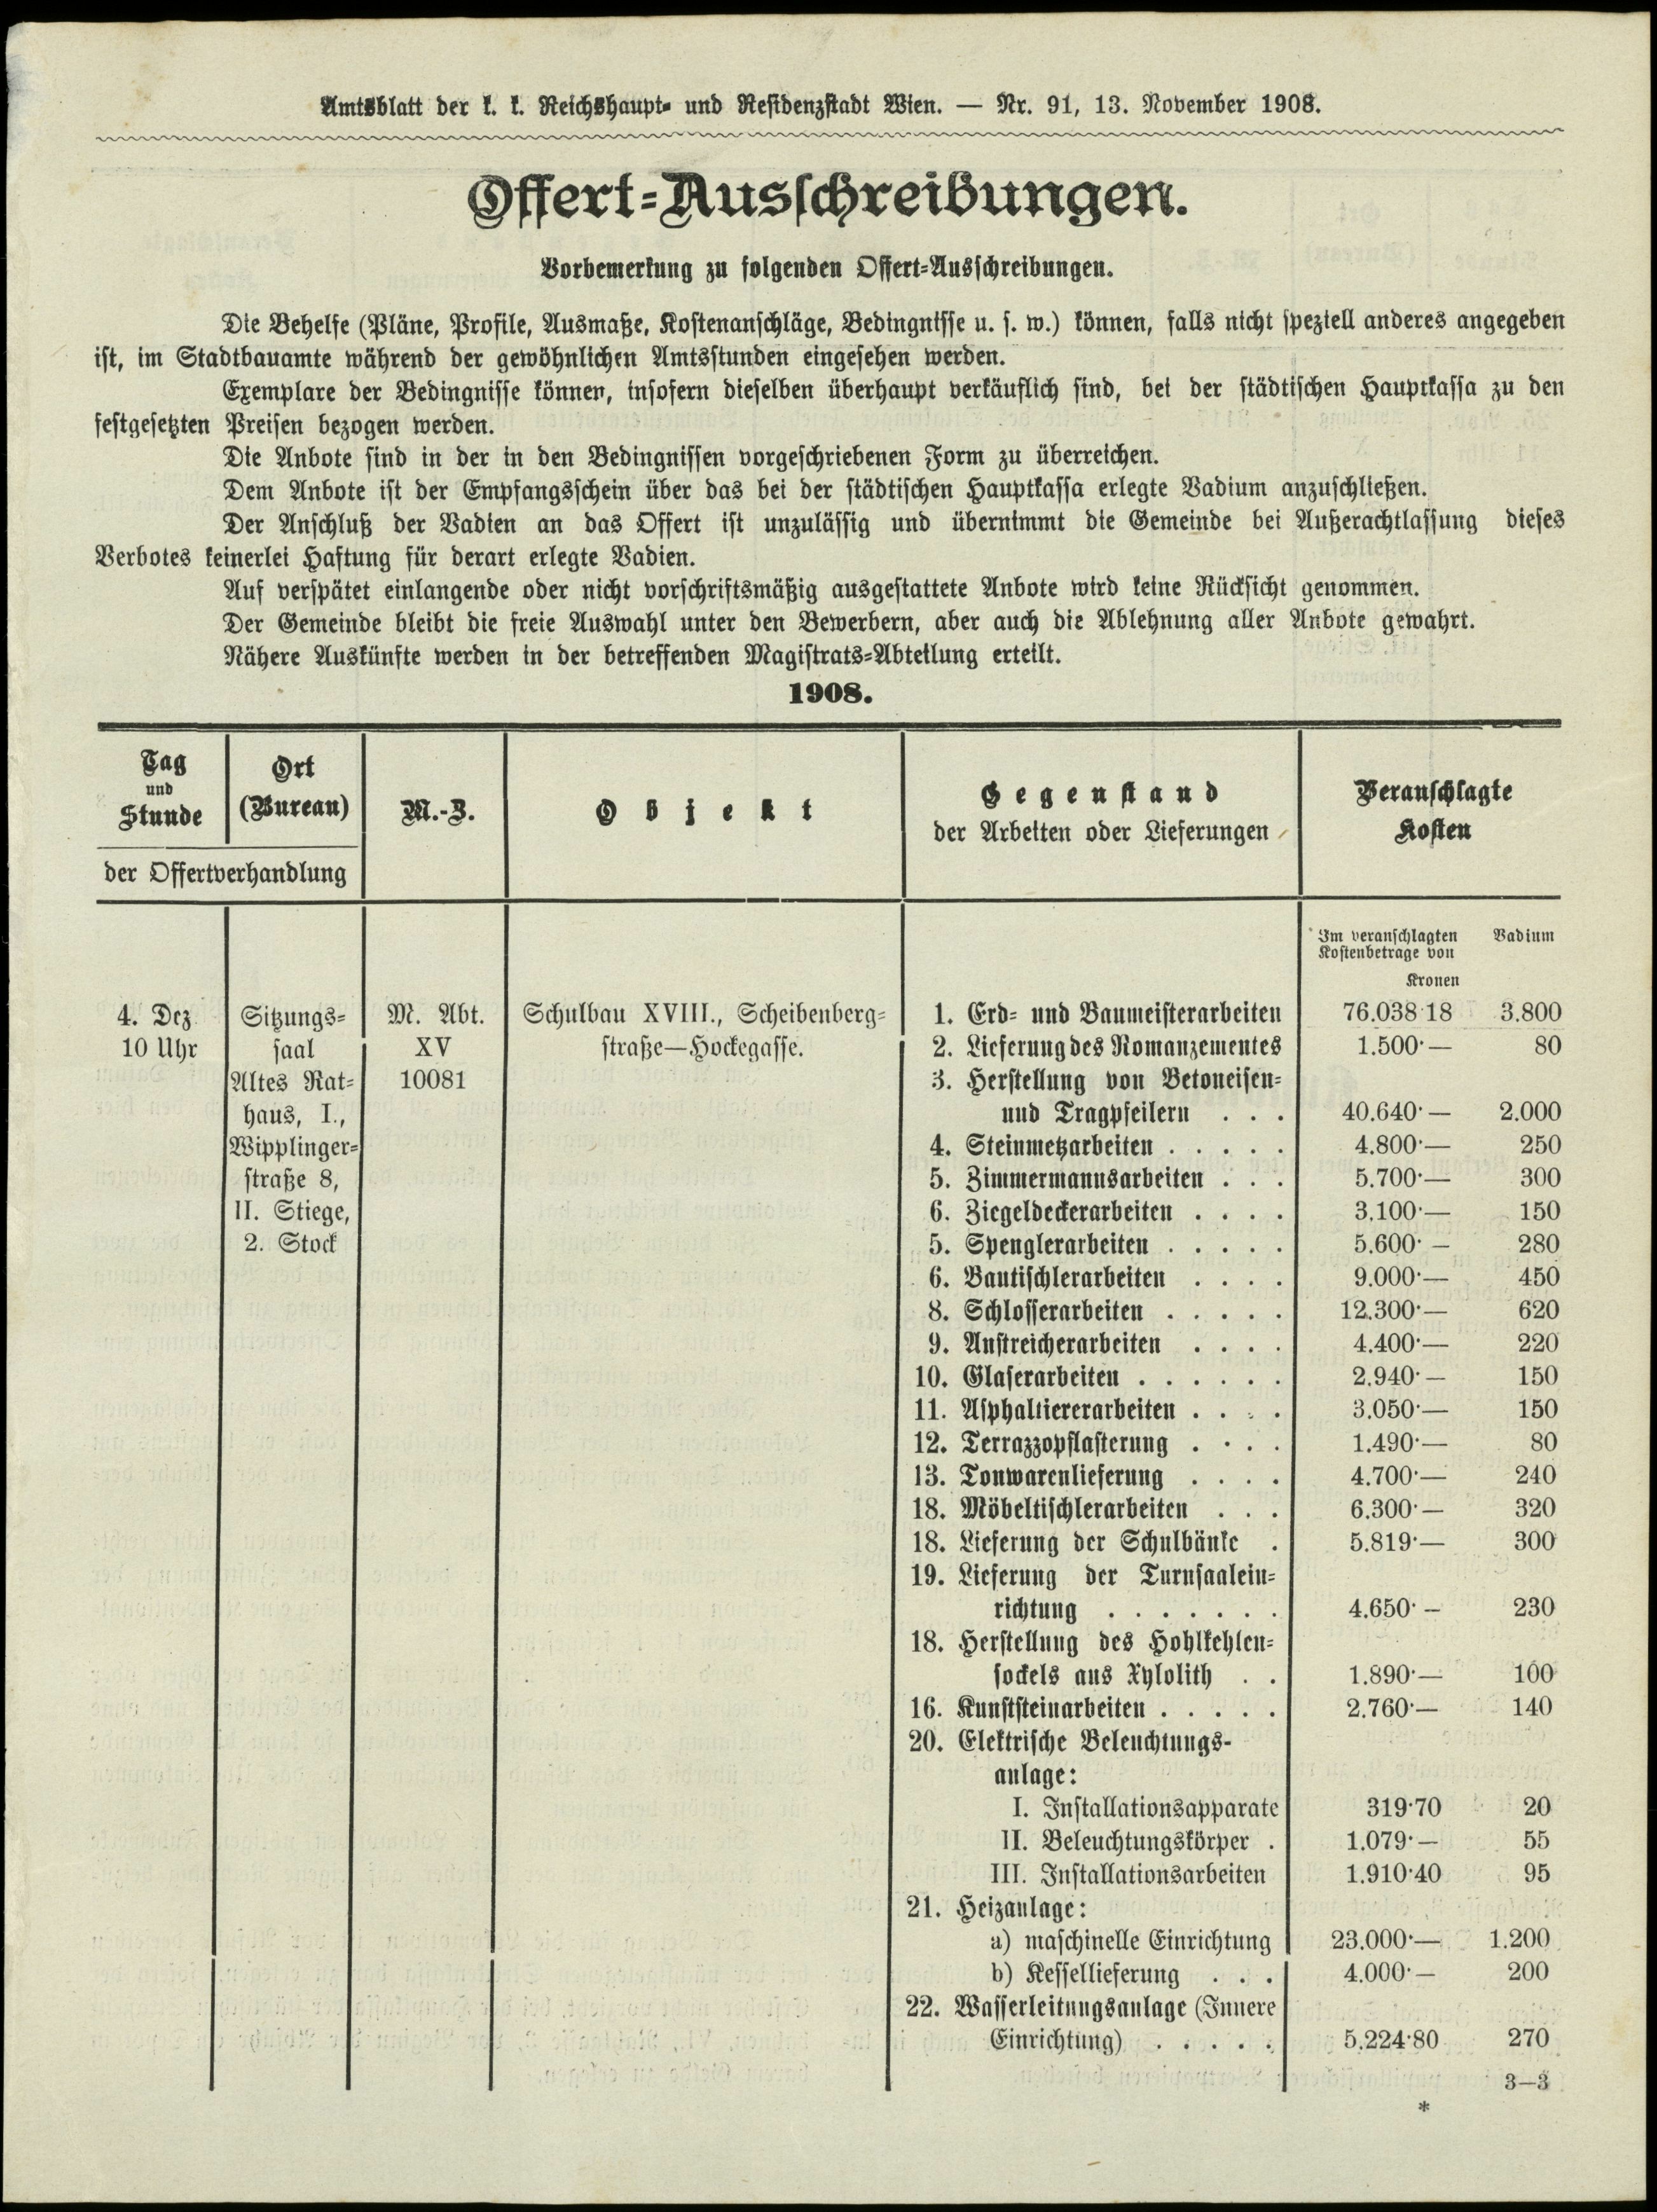 Amtsblatt der k. k. Reichshaupt- und Residenzstadt Wien. — Nr. 91, 13. November 1908.
Offert-Ausschreibungen.
Vorbemerkung zu folgenden Offert-Ausschreibungen.
Die Behelfe (Pläne, Profile, Ausmaße, Kostenanschläge, Bedingnisse u. s. w.) können, falls nicht speziell anderes angegeben
ist, im Stadtbauamte während der gewöhnlichen Amtsstunden eingesehen werden.
Exemplare der Bedingnisse können, insofern dieselben überhaupt verkäuflich sind, bei der städtischen Hauptkassa zu den
festgesetzten Preisen bezogen werden.
Die Anbote sind in der in den Bedingnissen vorgeschriebenen Form zu überreichen.
Dem Anbote ist der Empfangsschein über das bei der städtischen Hauptkassa erlegte Vadium anzuschließen.
Der Anschluß der Vadien an das Offert ist unzulässig und übernimmt die Gemeinde bei Außerachtlassung dieses
Verbotes keinerlei Haftung für derart erlegte Vadien.
Auf verspätet einlangende oder nicht vorschriftsmäßig ausgestattete Anbote wird keine Rücksicht genommen.
Der Gemeinde bleibt die freie Auswahl unter den Bewerbern, aber auch die Ablehnung aller Anbote gewahrt.
Nähere Auskünfte werden in der betreffenden Magistrats-Abteilung erteilt.
1908.
Tag
und
Stunde
Ort
(Bureau)
der Offertverhandlung
M.-Z.
Objekt
Gegenstand
der Arbeiten oder Lieferungen
Veranschlagte
Kosten
Im veranschlagten
Kostenbetrage von
Vadium
Kronen
4. Dez
10 Uhr
Sitzungs-
saal
Altes Rat-
haus, I.,
Wipplinger-
straße 8,
II. Stiege,
2. Stock
M. Abt.
XV
10081
Schulbau XVIII., Scheibenberg-
straße—Hockegasse.
1. Erd- und Baumeisterarbeiten 76.038·18 3.800
2. Lieferung des Romanzementes 1.500·— 80
3. Herstellung von Betoneisen-
und Tragpfeilern . . . 40.640·— 2.000
4. Steinmetzarbeiten . . . . . 4.800·— 250
5. Zimmermannsarbeiten . . . 5.700·— 300
6. Ziegeldeckerarbeiten . . . . 3.100·— 150
5. Spenglerarbeiten . . . . . 5.600·— 280
6. Bautischlerarbeiten . . . . 9.000·— 450
8. Schlosserarbeiten . . . . . 12.300·— 620
9. Anstreicherarbeiten . . . . 4.400·— 220
10. Glaserarbeiten . . . . . . 2.940·— 150
11. Asphaltiererarbeiten . . . . 3.050·— 150
12. Terrazzopflasterung . . . . 1.490·— 80
13. Tonwarenlieferung . . . . 4.700·— 240
18. Möbeltischlerarbeiten . . . 6.300·— 320
18. Lieferung der Schulbänke . 5.819·— 300
19. Lieferung der Turnsaalein-
richtung . . . . . . . 4.650·— 230
18. Herstellung des Hohlkehlen-
sockels aus Xylolith . . 1.890·— 100
16. Kunststeinarbeiten . . . . . 2.760·— 140
20. Elektrische Beleuchtungs-
anlage:
I. Installationsapparate 319·70 20
II. Beleuchtungskörper . 1.079·— 55
III. Installationsarbeiten 1.910·40 95
21. Heizanlage:
a) maschinelle Einrichtung 23.000·— 1.200
b) Kessellieferung . . . 4.000·— 200
22. Wasserleitungsanlage (Innere
Einrichtung) . . . . . 5.224·80 270
3—3
*